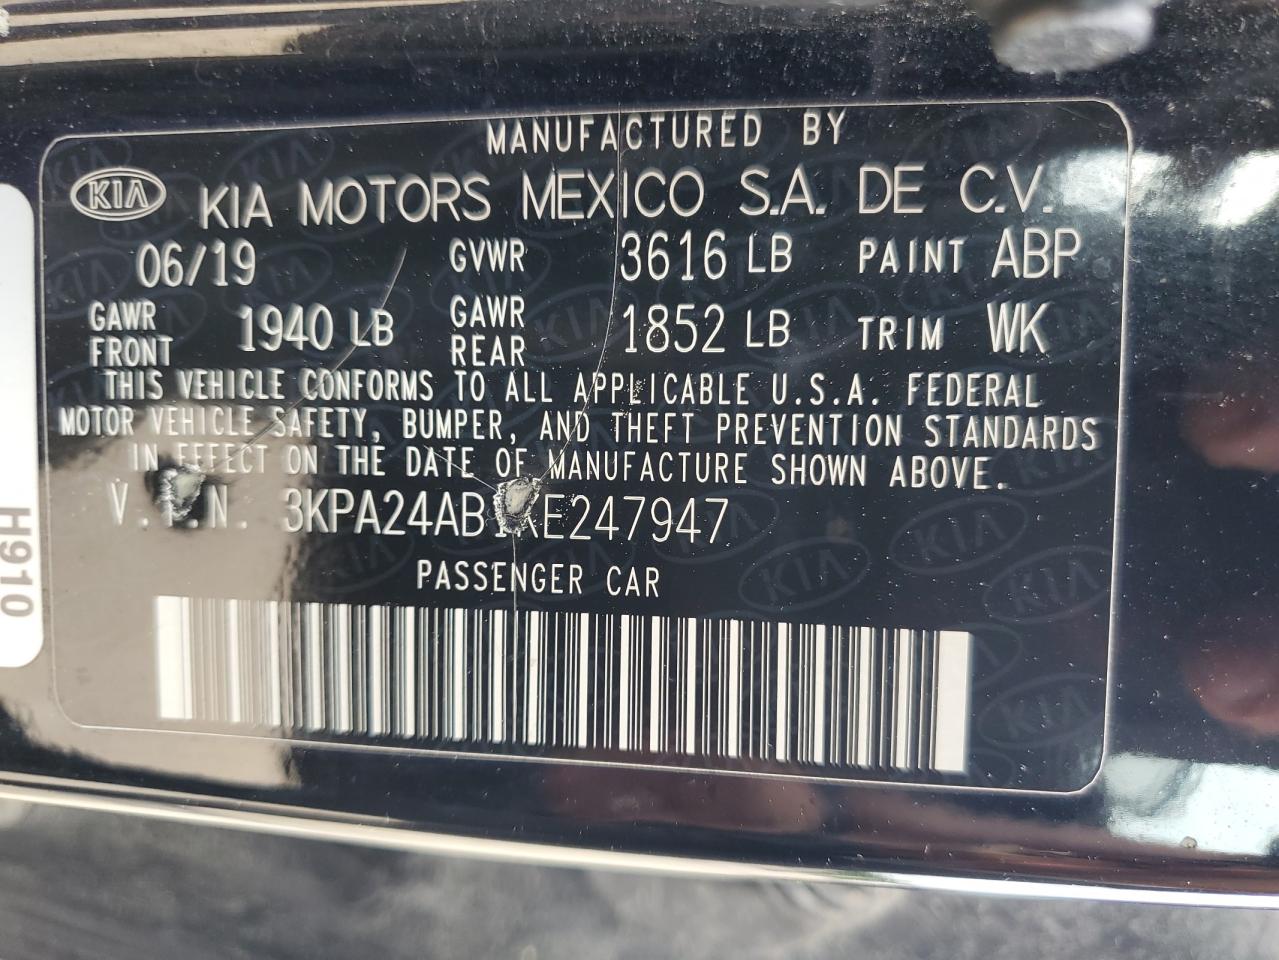 MANUFACTURED BY
KIA KIA MOTORS MEXICO S.A. DE C.V.
06/19 GVWR 3616 LB PAINT ABP
GAWR FRONT 1940 LB GAWR REAR 1852 LB TRIM WK
THIS VEHICLE CONFORMS TO ALL APPLICABLE U.S.A. FEDERAL
MOTOR VEHICLE SAFETY, BUMPER, AND THEFT PREVENTION STANDARDS
IN EFFECT ON THE DATE OF MANUFACTURE SHOWN ABOVE.
V.I.N. 3KPA24AB1KE247947
PASSENGER CAR
H910